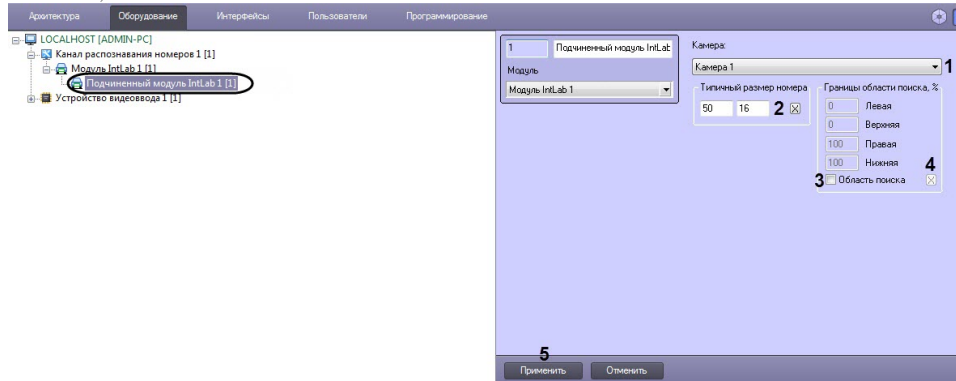 Архитектура Оборудование Интерфейсы Пользователи Программирование
LOCALHOST [ADMIN-PC]
Канал распознавания номеров 1 [1]
Модуль IntLab 1 [1]
Подчиненный модуль IntLab 1 [1]
Устройство видеоввода 1 [1]
1 Подчиненный модуль IntLab
Модуль
Модуль IntLab 1
Камера:
Камера 1 1
Типичный размер номера
50 16 2
Границы области поиска, %
0 Левая
0 Верхняя
100 Правая
100 Нижняя
4
3 Область поиска
5
Применить Отменить